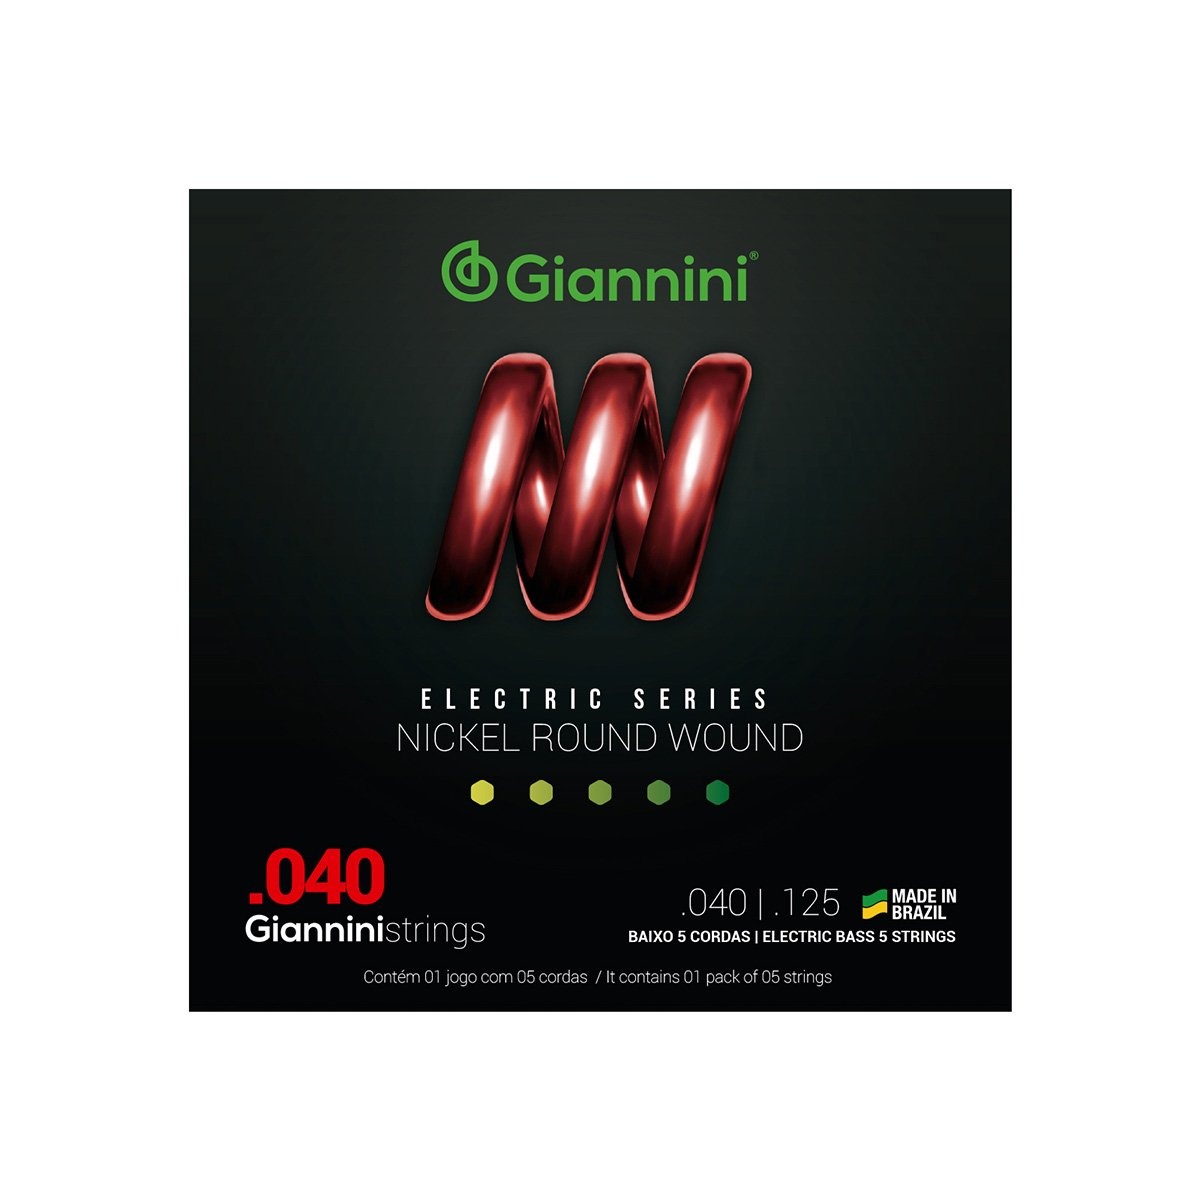 Giannini®
ELECTRIC SERIES
NICKEL ROUND WOUND
.040
Gianninistrings
.040 | .125
MADE IN
BRAZIL
BAIXO 5 CORDAS | ELECTRIC BASS 5 STRINGS
Contém 01 jogo com 05 cordas / It contains 01 pack of 05 strings